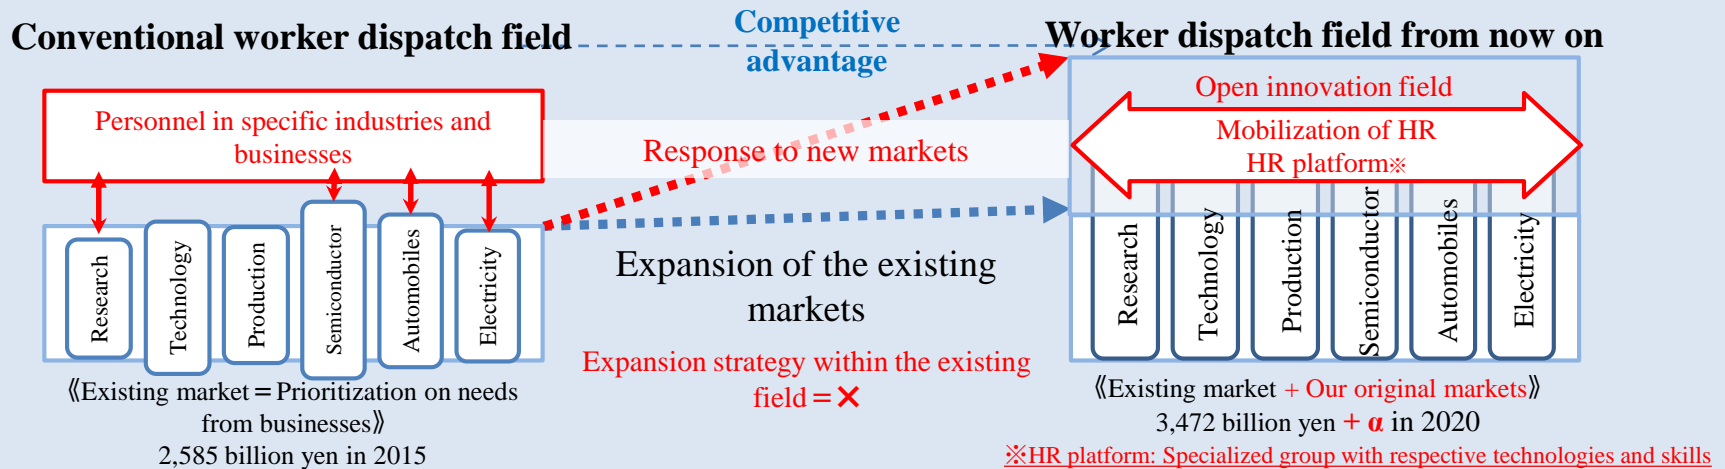 Conventional worker dispatch field
Personnel in specific industries and
businesses
Research
Technology
Production
Semiconductor
Automobiles
Electricity
《Existing market＝Prioritization on needs
from businesses》
2,585 billion yen in 2015
Competitive
advantage
Response to new markets
Expansion of the existing
markets
Expansion strategy within the existing
field＝✕
Worker dispatch field from now on
Open innovation field
Mobilization of HR
HR platform※
Research
Technology
Production
Semiconductor
Automobiles
Electricity
《Existing market + Our original markets》
3,472 billion yen + α in 2020
※HR platform: Specialized group with respective technologies and skills